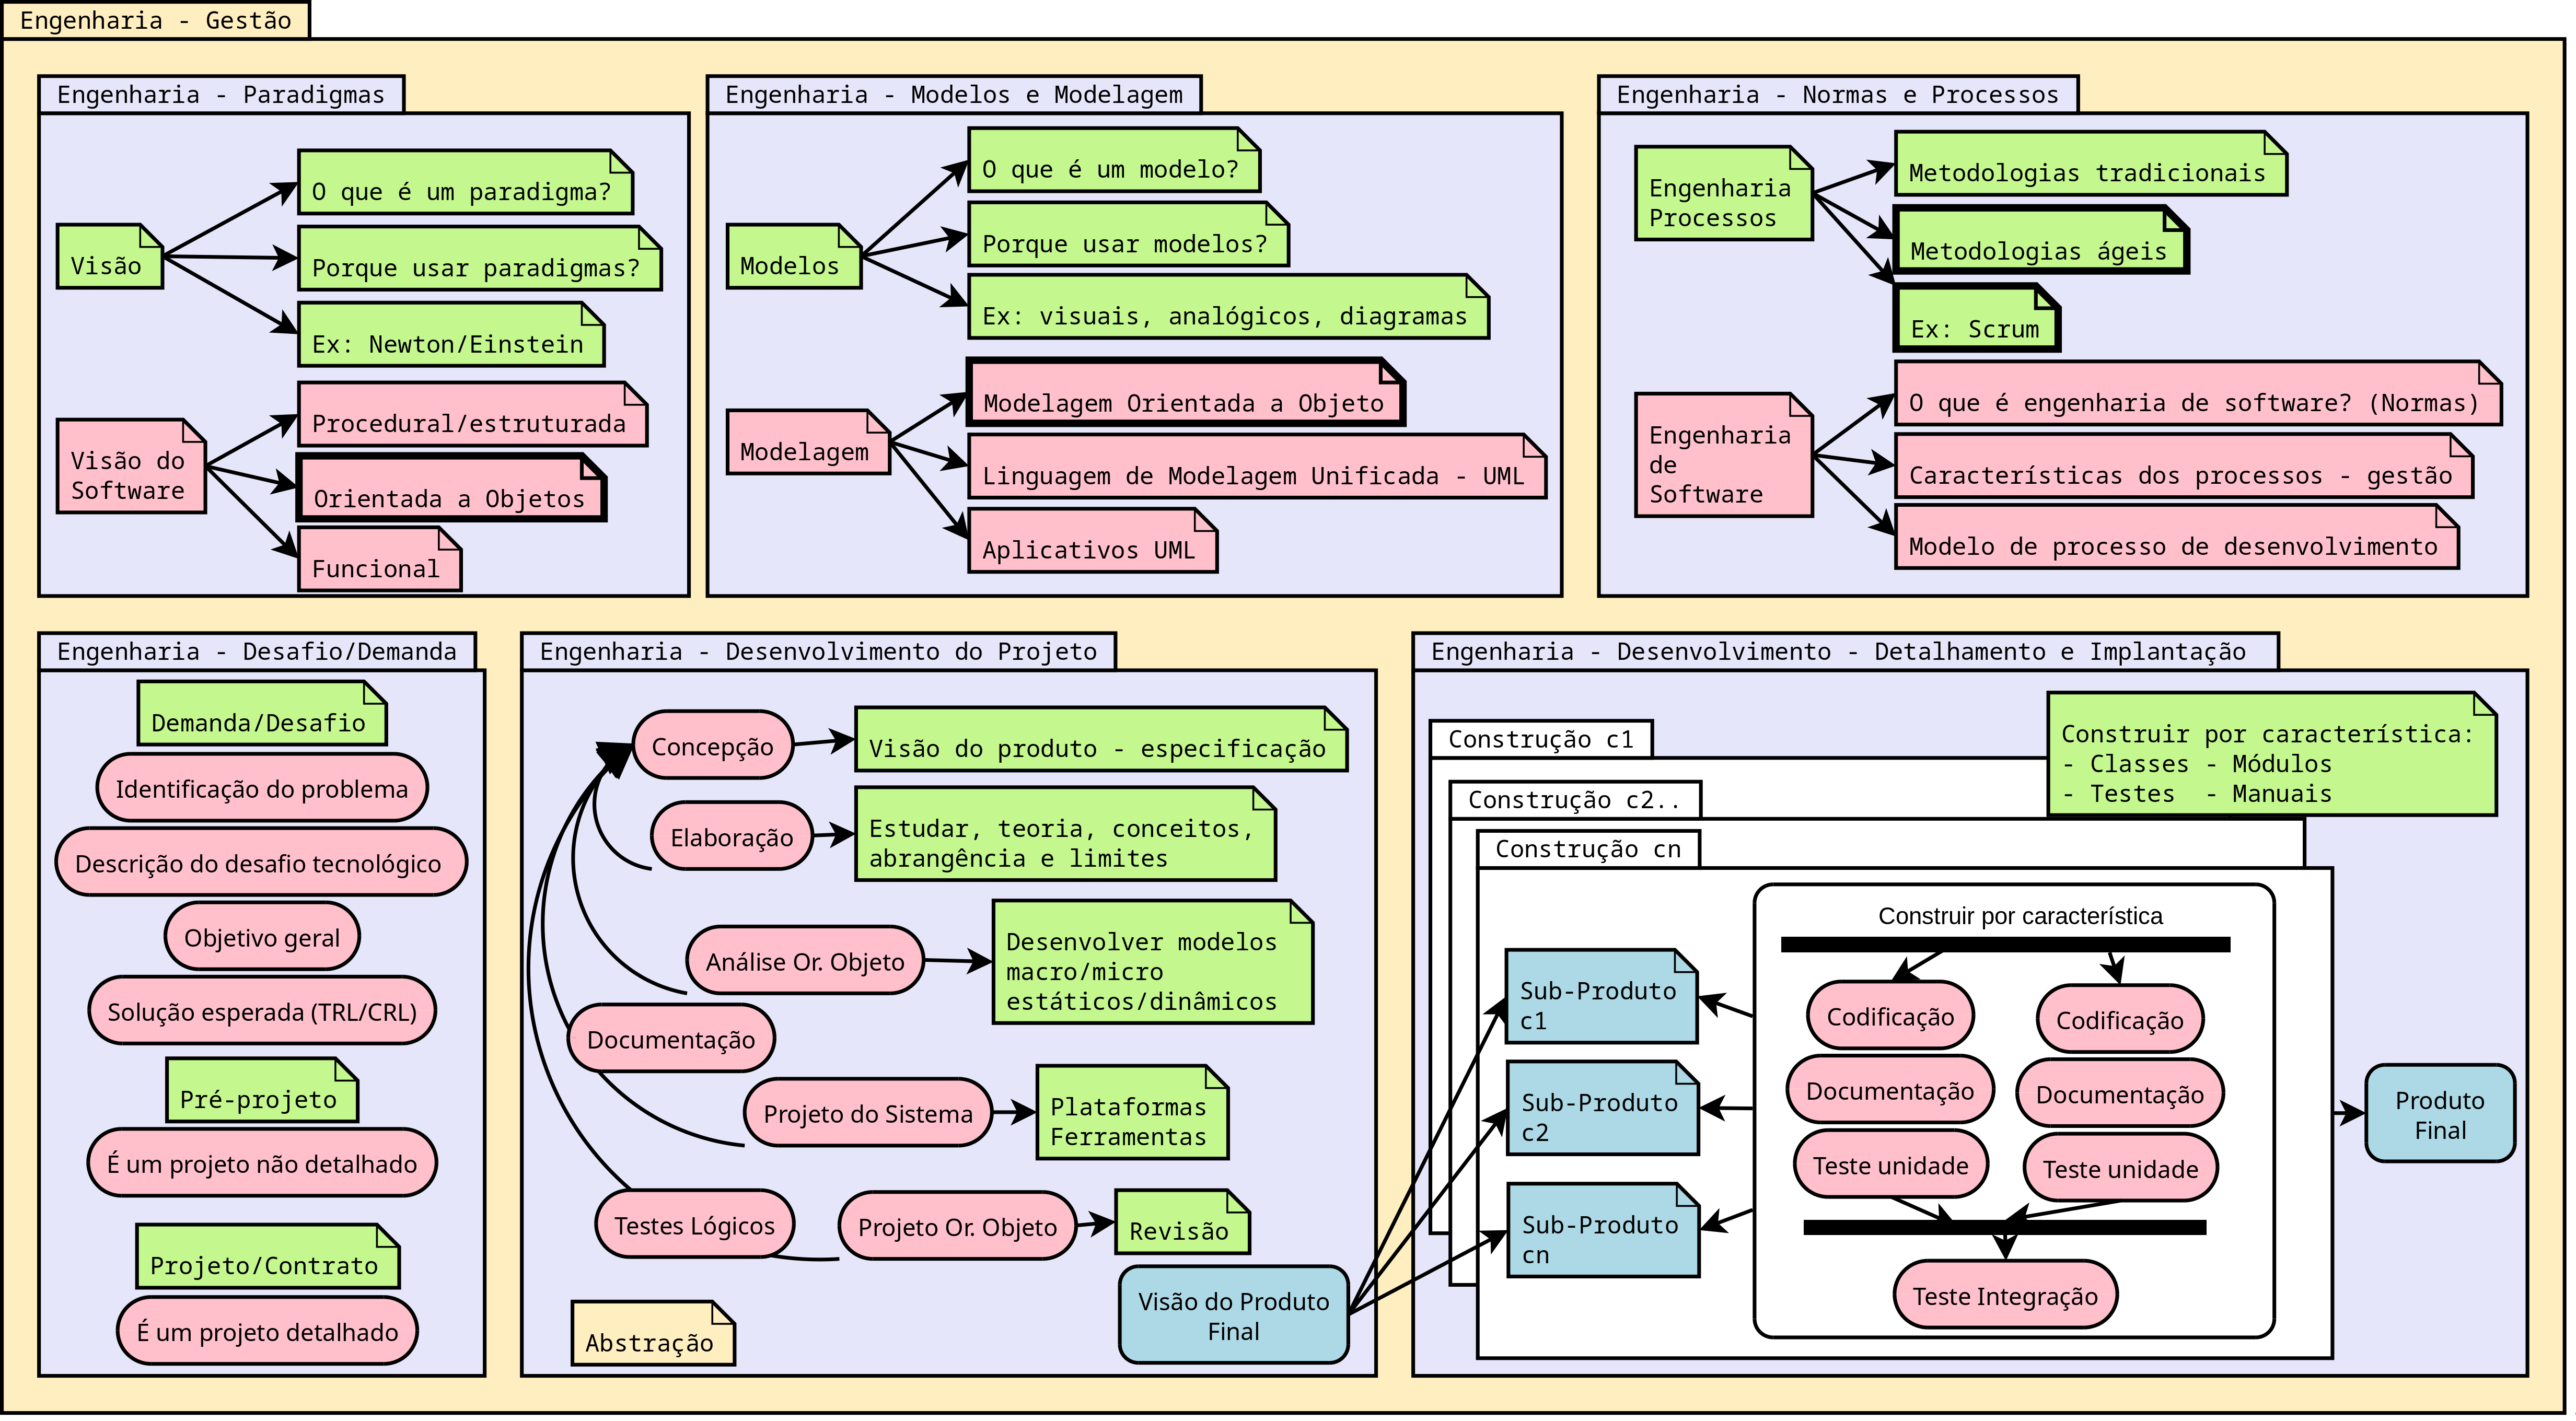 Engenharia - Gestão
Engenharia - Paradigmas
Visão
O que é um paradigma?
Porque usar paradigmas?
Ex: Newton/Einstein
Visão do
Software
Procedural/estruturada
Orientada a Objetos
Funcional
Engenharia - Modelos e Modelagem
Modelos
O que é um modelo?
Porque usar modelos?
Ex: visuais, analógicos, diagramas
Modelagem
Modelagem Orientada a Objeto
Linguagem de Modelagem Unificada - UML
Aplicativos UML
Engenharia - Normas e Processos
Engenharia
Processos
Metodologias tradicionais
Metodologias ágeis
Ex: Scrum
Engenharia
de
Software
O que é engenharia de software? (Normas)
Características dos processos - gestão
Modelo de processo de desenvolvimento
Engenharia - Desafio/Demanda
Demanda/Desafio
Identificação do problema
Descrição do desafio tecnológico
Objetivo geral
Solução esperada (TRL/CRL)
Pré-projeto
É um projeto não detalhado
Projeto/Contrato
É um projeto detalhado
Engenharia - Desenvolvimento do Projeto
Concepção
Visão do produto - especificação
Elaboração
Estudar, teoria, conceitos,
abrangência e limites
Análise Or. Objeto
Desenvolver modelos
macro/micro
estáticos/dinâmicos
Documentação
Projeto do Sistema
Plataformas
Ferramentas
Testes Lógicos
Projeto Or. Objeto
Revisão
Visão do Produto
Final
Abstração
Engenharia - Desenvolvimento - Detalhamento e Implantação
Construir por característica:
- Classes - Módulos
- Testes  - Manuais
Construção c1
Construção c2..
Construção cn
Construir por característica
Sub-Produto
c1
Sub-Produto
c2
Sub-Produto
cn
Codificação
Documentação
Teste unidade
Codificação
Documentação
Teste unidade
Teste Integração
Produto
Final